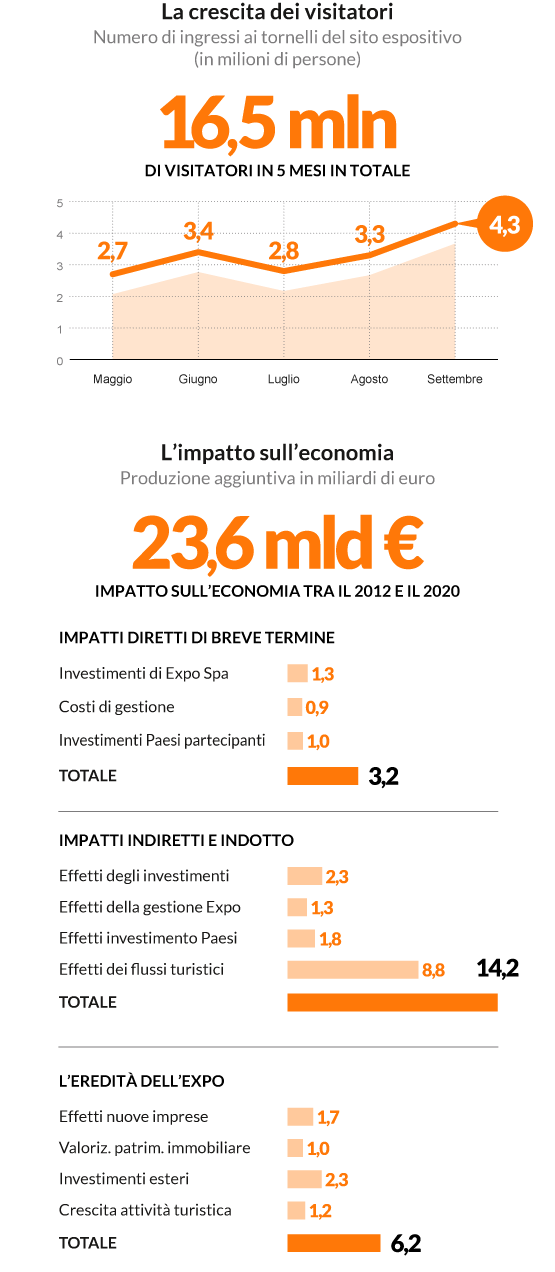 La crescita dei visitatori
Numero di ingressi ai tornelli del sito espositivo
(in milioni di persone)
16,5 mln
DI VISITATORI IN 5 MESI IN TOTALE
5
4
3
2
1
0
2,7
3,4
2,8
3,3
4,3
Maggio Giugno Luglio Agosto Settembre
L'impatto sull'economia
Produzione aggiuntiva in miliardi di euro
23,6 mld €
IMPATTO SULL'ECONOMIA TRA IL 2012 E IL 2020
IMPATTI DIRETTI DI BREVE TERMINE
Investimenti di Expo Spa 1,3
Costi di gestione 0,9
Investimenti Paesi partecipanti 1,0
TOTALE 3,2
IMPATTI INDIRETTI E INDOTTO
Effetti degli investimenti 2,3
Effetti della gestione Expo 1,3
Effetti investimento Paesi 1,8
Effetti dei flussi turistici 8,8
TOTALE 14,2
L'EREDITÀ DELL'EXPO
Effetti nuove imprese 1,7
Valoriz. patrim. immobiliare 1,0
Investimenti esteri 2,3
Crescita attività turistica 1,2
TOTALE 6,2